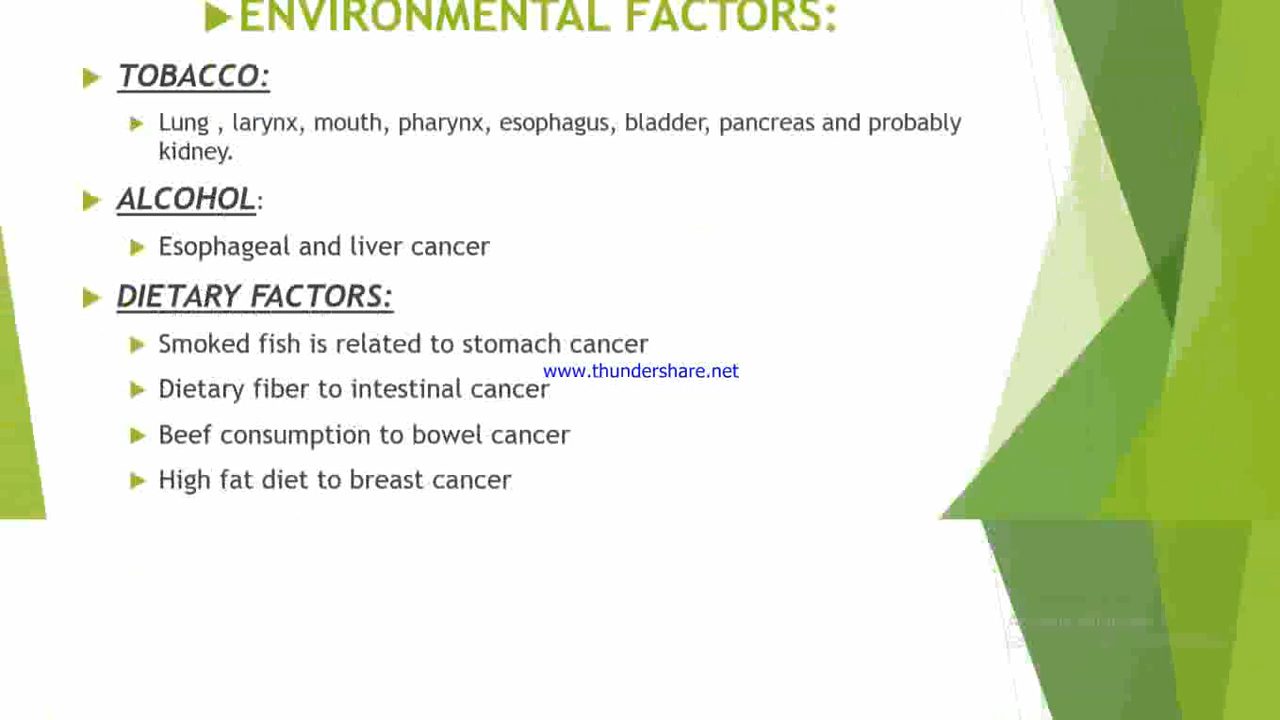 ENVIRONMENTAL FACTORS:
TOBACCO:
Lung , larynx, mouth, pharynx, esophagus, bladder, pancreas and probably
kidney.
ALCOHOL:
Esophageal and liver cancer
DIETARY FACTORS:
Smoked fish is related to stomach cancer
www.thundershare.net
Dietary fiber to intestinal cancer
Beef consumption to bowel cancer
High fat diet to breast cancer